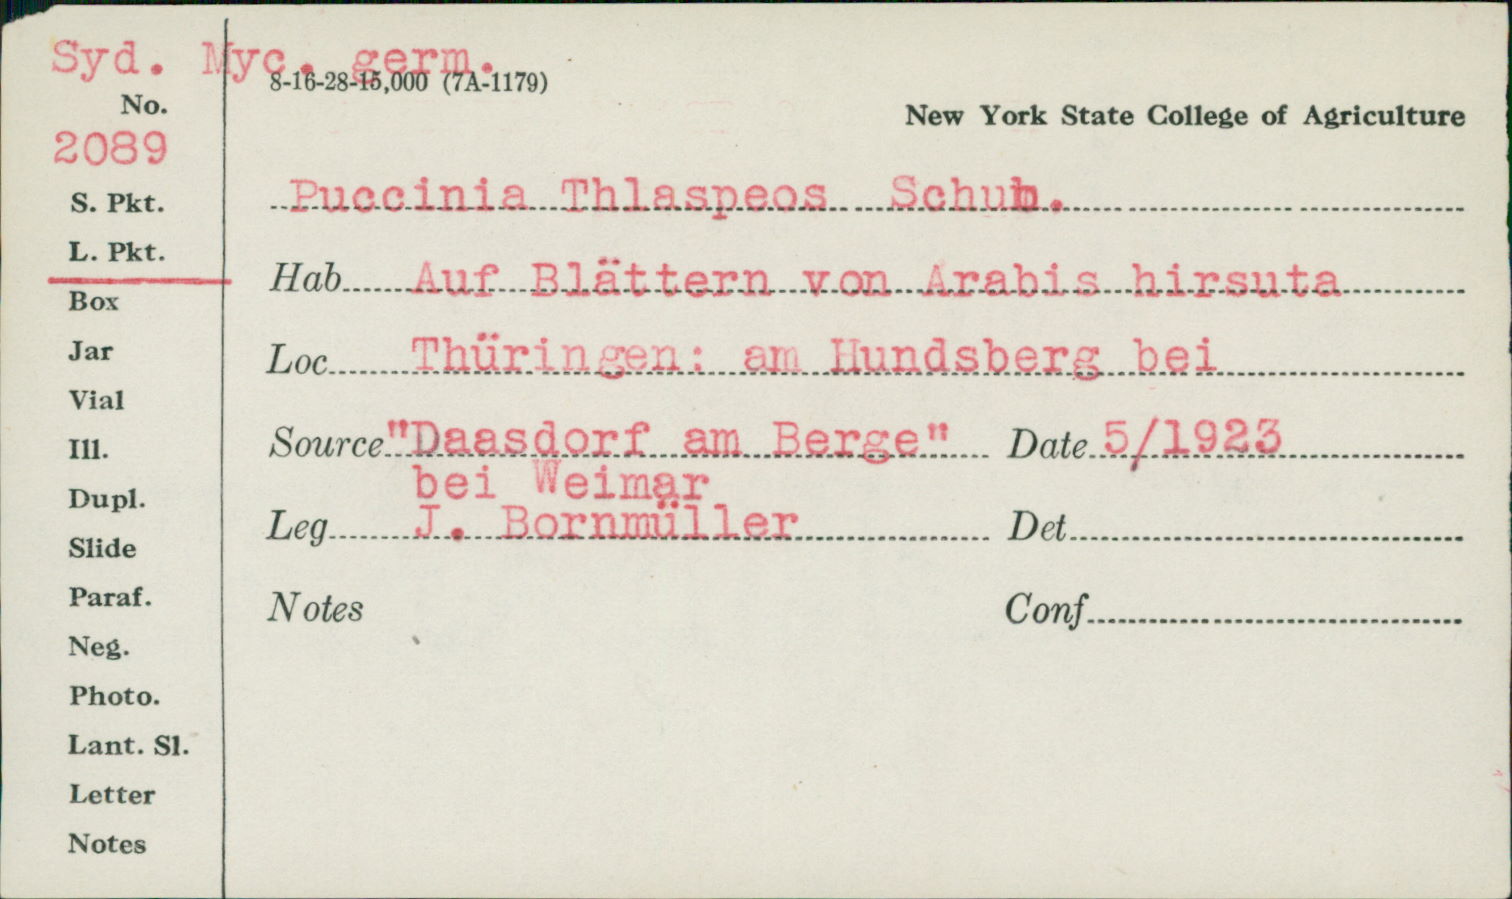 Syd. Myc. germ.
8-16-28-15,000 (7A-1179)
No.
2089
New York State College of Agriculture
S. Pkt.
Puccinia Thlaspeos Schub.
L. Pkt.
Hab. Auf Blättern von Arabis hirsuta
Box
Jar
Loc. Thüringen: am Hundsberg bei
Vial
Ill.
Source "Daasdorf am Berge" Date 5/1923
bei Weimar
Dupl.
Leg. J. Bornmüller Det.
Slide
Paraf.
Notes Conf.
Neg.
Photo.
Lant. Sl.
Letter
Notes